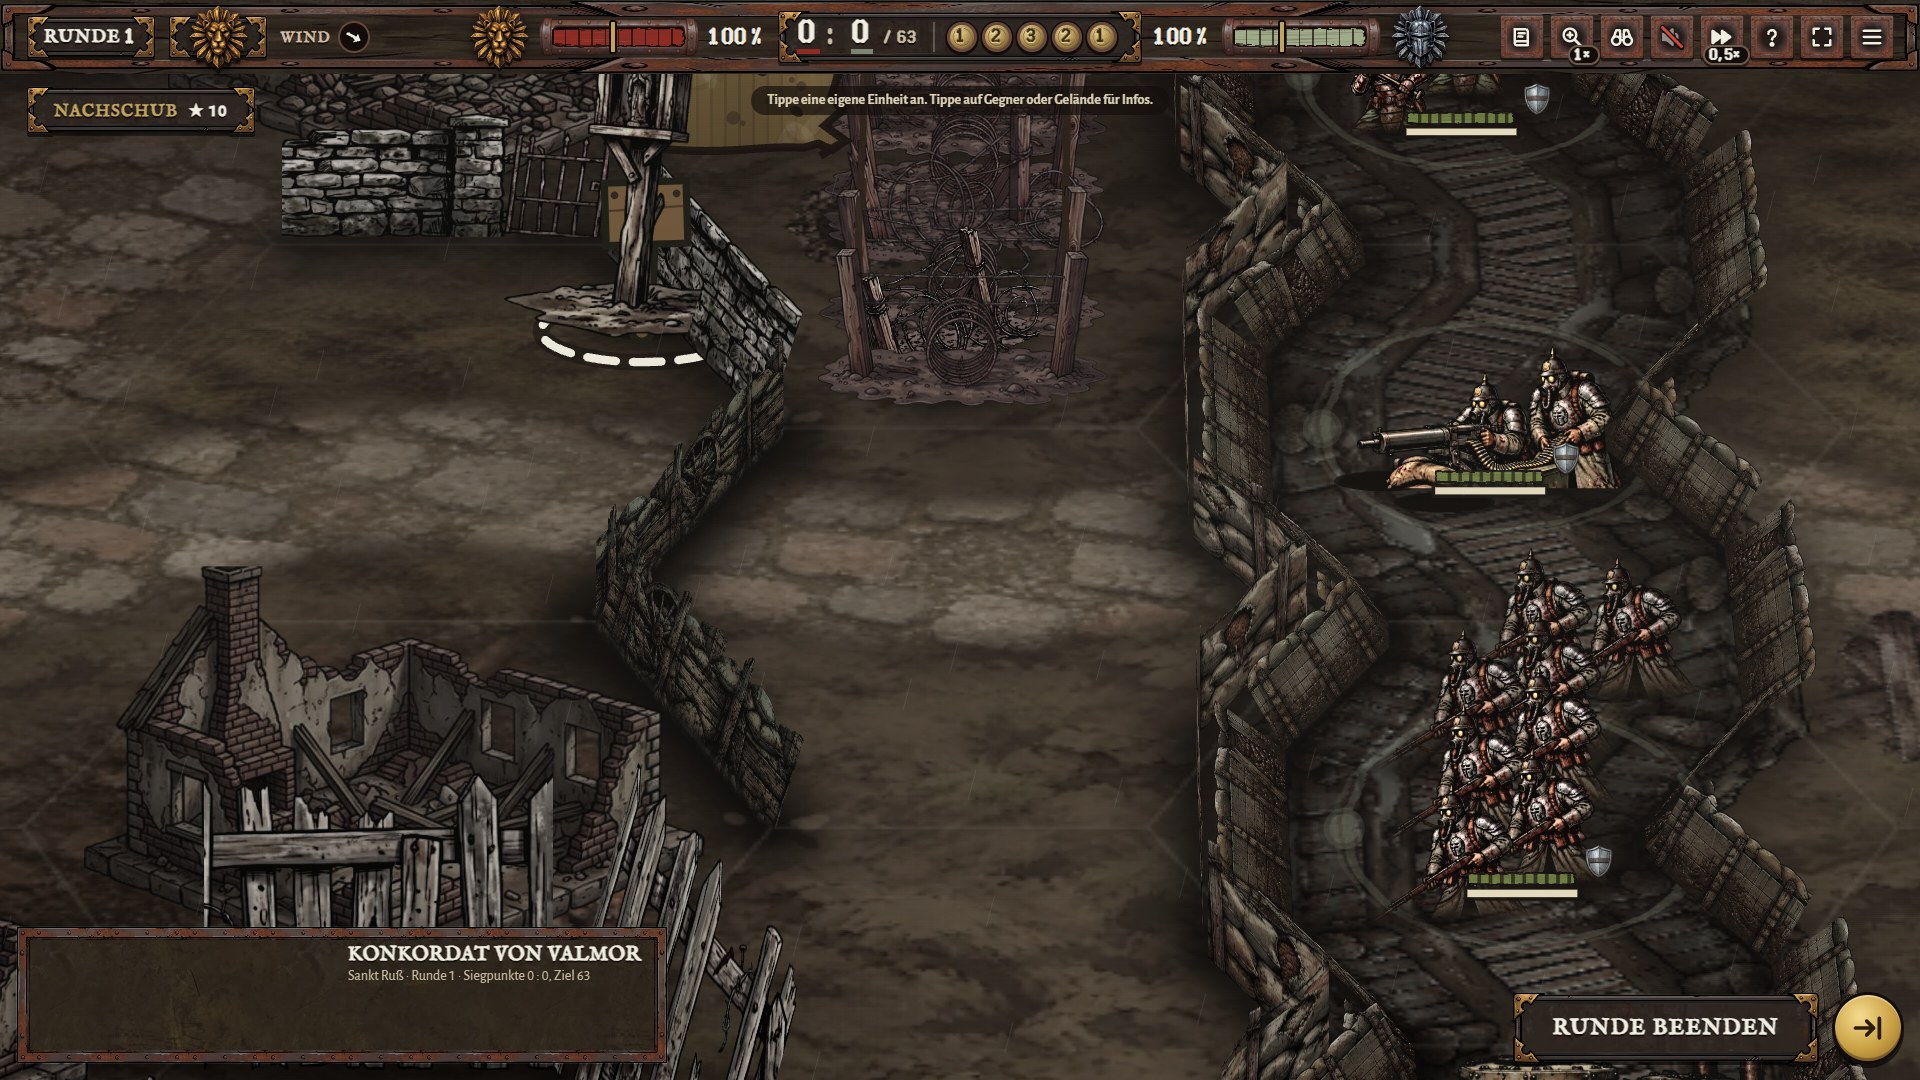 RUNDE 1
WIND
100%
0 : 0 / 63
1 2 3 2 1
100%
1×
0,5×
?
NACHSCHUB ★ 10
Tippe eine eigene Einheit an. Tippe auf Gegner oder Gelände für Infos.
KONKORDAT VON VALMOR
Sankt Ruß · Runde 1 · Siegpunkte 0 : 0, Ziel 63
RUNDE BEENDEN